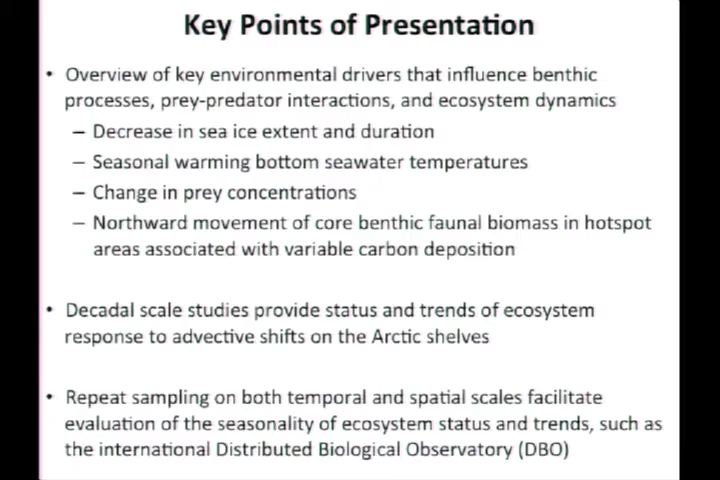 Key Points of Presentation
• Overview of key environmental drivers that influence benthic
processes, prey-predator interactions, and ecosystem dynamics
– Decrease in sea ice extent and duration
– Seasonal warming bottom seawater temperatures
– Change in prey concentrations
– Northward movement of core benthic faunal biomass in hotspot
areas associated with variable carbon deposition
• Decadal scale studies provide status and trends of ecosystem
response to advective shifts on the Arctic shelves
• Repeat sampling on both temporal and spatial scales facilitate
evaluation of the seasonality of ecosystem status and trends, such as
the international Distributed Biological Observatory (DBO)